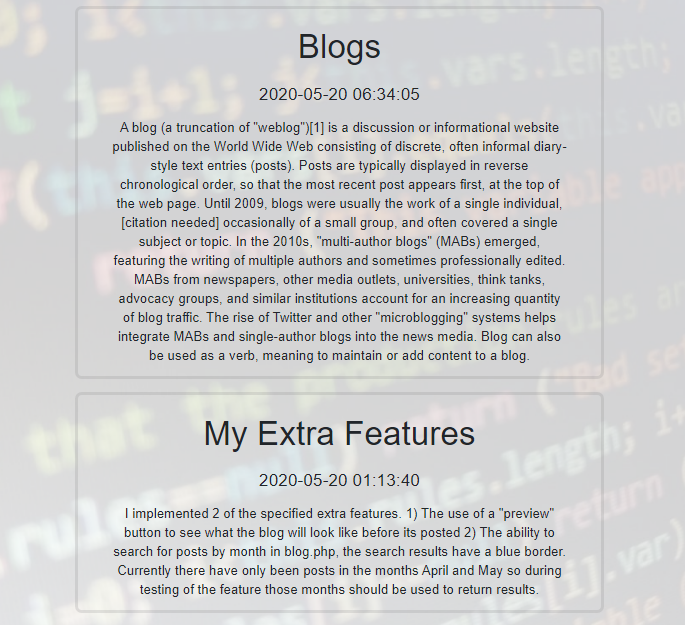 Blogs
2020-05-20 06:34:05
A blog (a truncation of "weblog")[1] is a discussion or informational website
published on the World Wide Web consisting of discrete, often informal diary-
style text entries (posts). Posts are typically displayed in reverse
chronological order, so that the most recent post appears first, at the top of
the web page. Until 2009, blogs were usually the work of a single individual,
[citation needed] occasionally of a small group, and often covered a single
subject or topic. In the 2010s, "multi-author blogs" (MABs) emerged,
featuring the writing of multiple authors and sometimes professionally edited.
MABs from newspapers, other media outlets, universities, think tanks,
advocacy groups, and similar institutions account for an increasing quantity
of blog traffic. The rise of Twitter and other "microblogging" systems helps
integrate MABs and single-author blogs into the news media. Blog can also
be used as a verb, meaning to maintain or add content to a blog.
My Extra Features
2020-05-20 01:13:40
I implemented 2 of the specified extra features. 1) The use of a "preview"
button to see what the blog will look like before its posted 2) The ability to
search for posts by month in blog.php, the search results have a blue border.
Currently there have only been posts in the months April and May so during
testing of the feature those months should be used to return results.